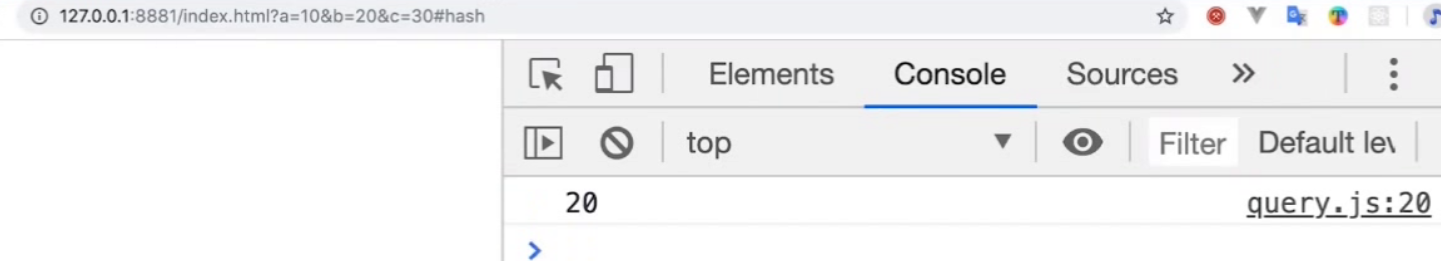 127.0.0.1:8881/index.html?a=10&b=20&c=30#hash
Elements Console Sources »
top ▼ Filter Default lev
20 query.js:20
>